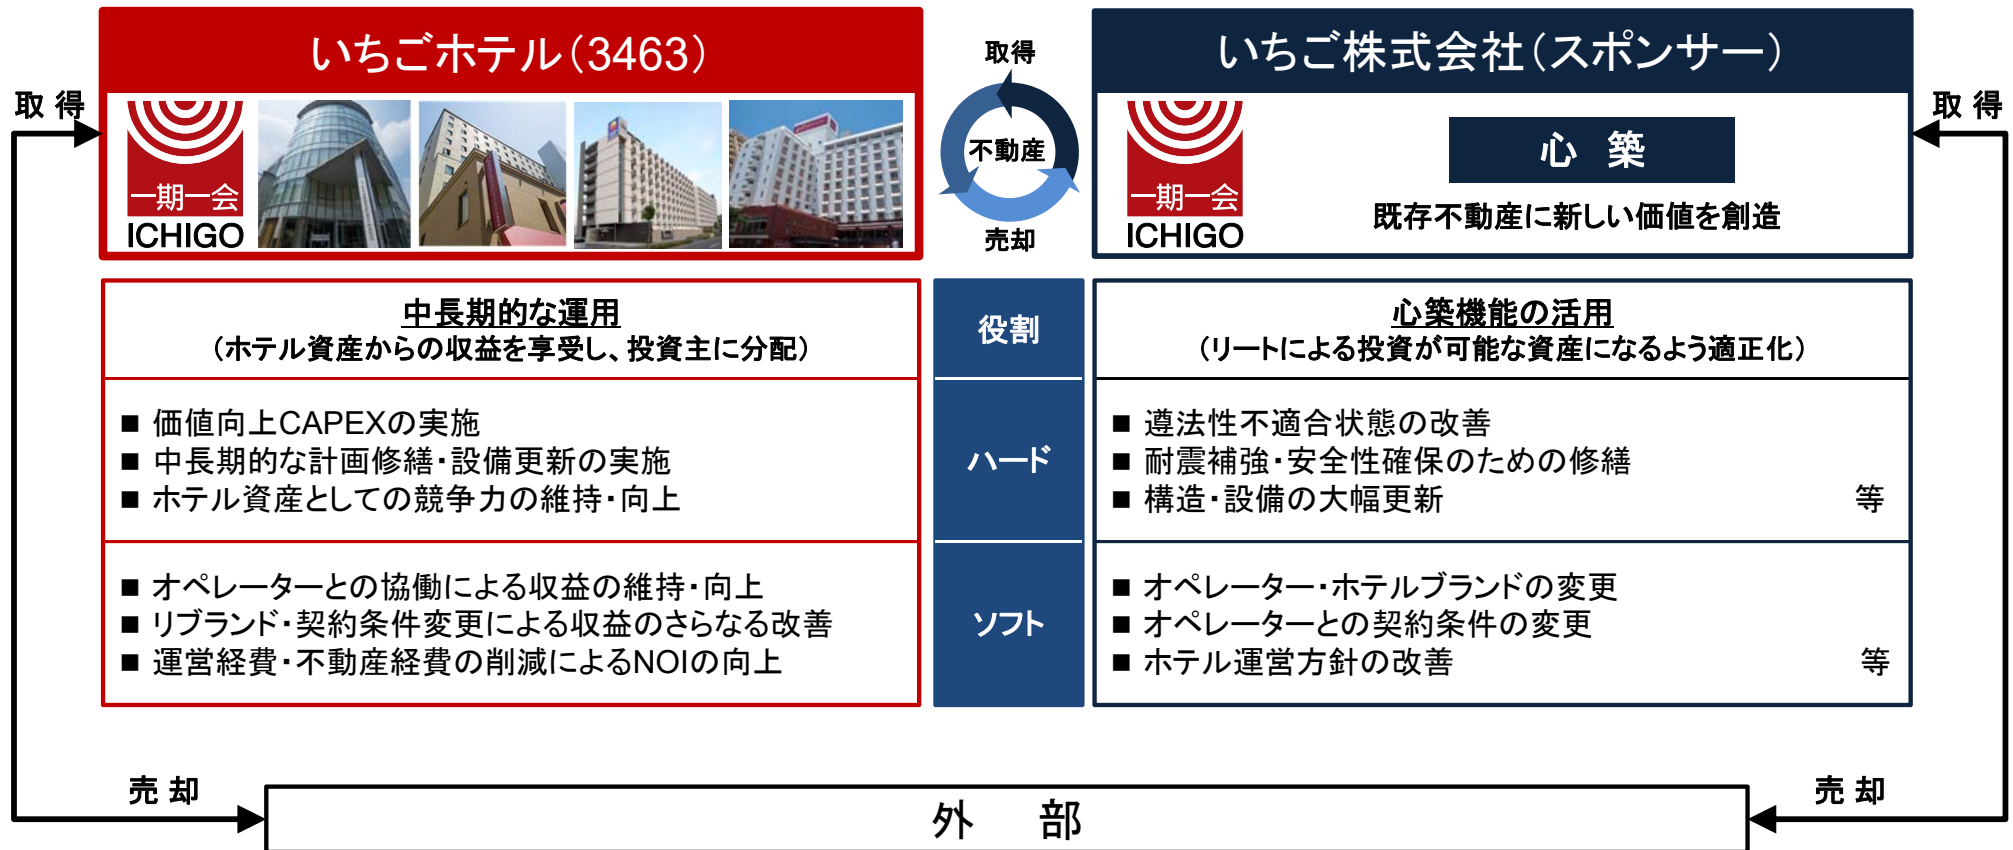 いちごホテル(3463)
取得
一期一会
ICHIGO
取得
不動産
売却
いちご株式会社(スポンサー)
一期一会
ICHIGO
心 築
既存不動産に新しい価値を創造
取得
中長期的な運用
(ホテル資産からの収益を享受し、投資主に分配)
役割
心築機能の活用
(リートによる投資が可能な資産になるよう適正化)
■ 価値向上CAPEXの実施
■ 中長期的な計画修繕・設備更新の実施
■ ホテル資産としての競争力の維持・向上
ハード
■ 遵法性不適合状態の改善
■ 耐震補強・安全性確保のための修繕
■ 構造・設備の大幅更新 等
■ オペレーターとの協働による収益の維持・向上
■ リブランド・契約条件変更による収益のさらなる改善
■ 運営経費・不動産経費の削減によるNOIの向上
ソフト
■ オペレーター・ホテルブランドの変更
■ オペレーターとの契約条件の変更
■ ホテル運営方針の改善 等
売却
外 部
売却